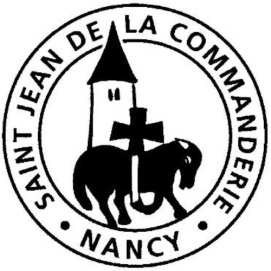 SAINT JEAN DE LA COMMANDERIE
• NANCY •